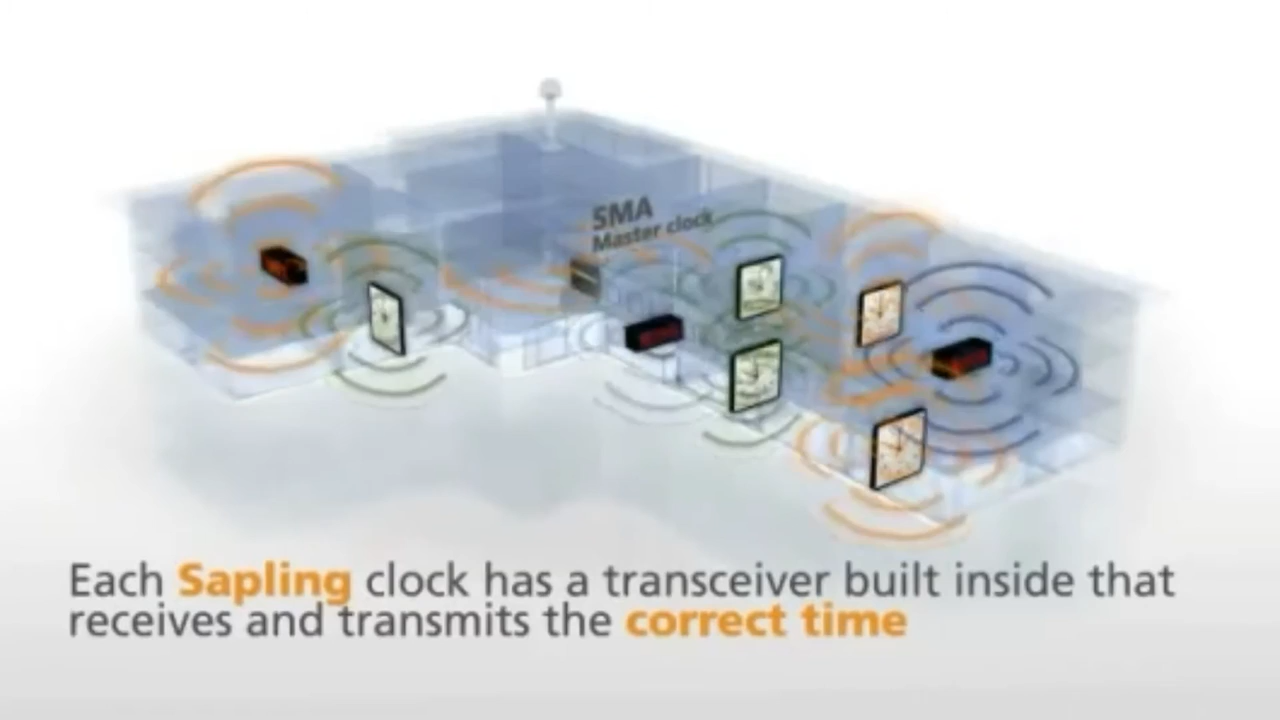 SMA
Master clock
Each Sapling clock has a transceiver built inside that
receives and transmits the correct time